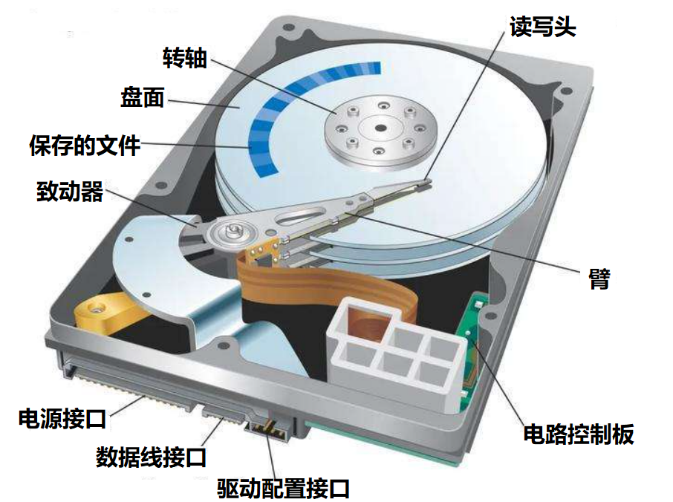 读写头
转轴
盘面
保存的文件
致动器
臂
电源接口
电路控制板
数据线接口
驱动配置接口